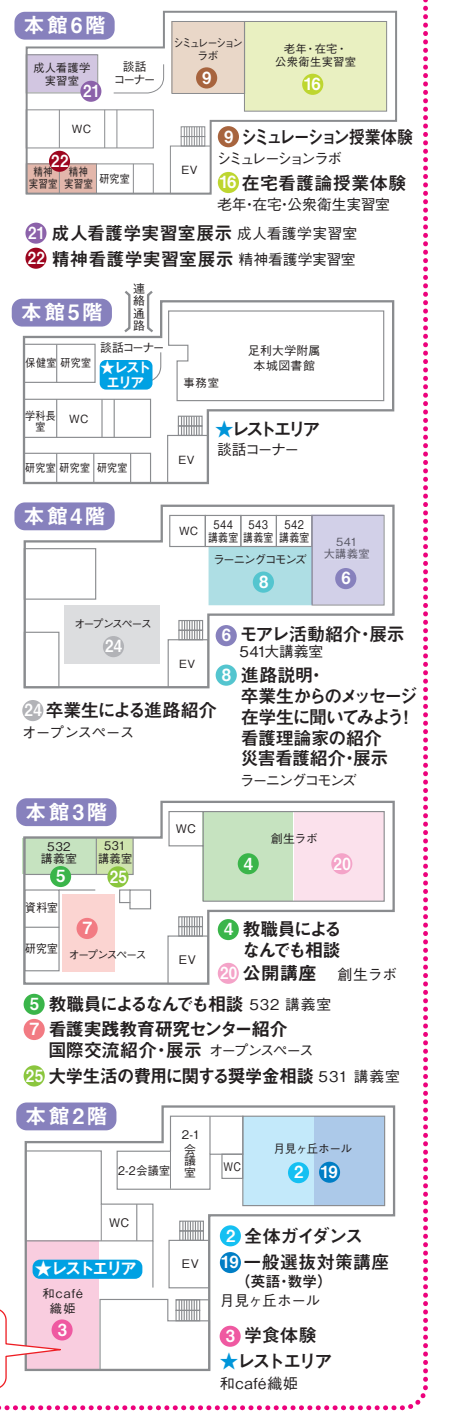 本館6階
成人看護学
実習室
21
談話
コーナー
シミュレーション
ラボ
9
老年・在宅・
公衆衛生実習室
16
WC
22
精神
実習室
精神
実習室
研究室
EV
9 シミュレーション授業体験
シミュレーションラボ
16 在宅看護論授業体験
老年・在宅・公衆衛生実習室
21 成人看護学実習室展示 成人看護学実習室
22 精神看護学実習室展示 精神看護学実習室
本館5階
連絡通路
談話コーナー
保健室
研究室
★レスト
エリア
事務室
足利大学附属
本城図書館
学科長
室
WC
研究室
研究室
研究室
EV
★レストエリア
談話コーナー
本館4階
WC
544
講義室
543
講義室
542
講義室
541
大講義室
6
ラーニングコモンズ
8
オープンスペース
24
EV
6 モアレ活動紹介・展示
541大講義室
8 進路説明・
卒業生からのメッセージ
在学生に聞いてみよう!
看護理論家の紹介
災害看護紹介・展示
ラーニングコモンズ
24 卒業生による進路紹介
オープンスペース
本館3階
532
講義室
5
531
講義室
25
WC
創生ラボ
4
20
資料室
7
研究室
オープンスペース
EV
4 教職員による
なんでも相談
20 公開講座 創生ラボ
5 教職員によるなんでも相談 532 講義室
7 看護実践教育研究センター紹介
国際交流紹介・展示 オープンスペース
25 大学生活の費用に関する奨学金相談 531 講義室
本館2階
2-1
会議室
2-2会議室
WC
月見ヶ丘ホール
2
19
WC
★レストエリア
和café
織姫
3
EV
2 全体ガイダンス
19 一般選抜対策講座
(英語・数学)
月見ヶ丘ホール
3 学食体験
★レストエリア
和café織姫